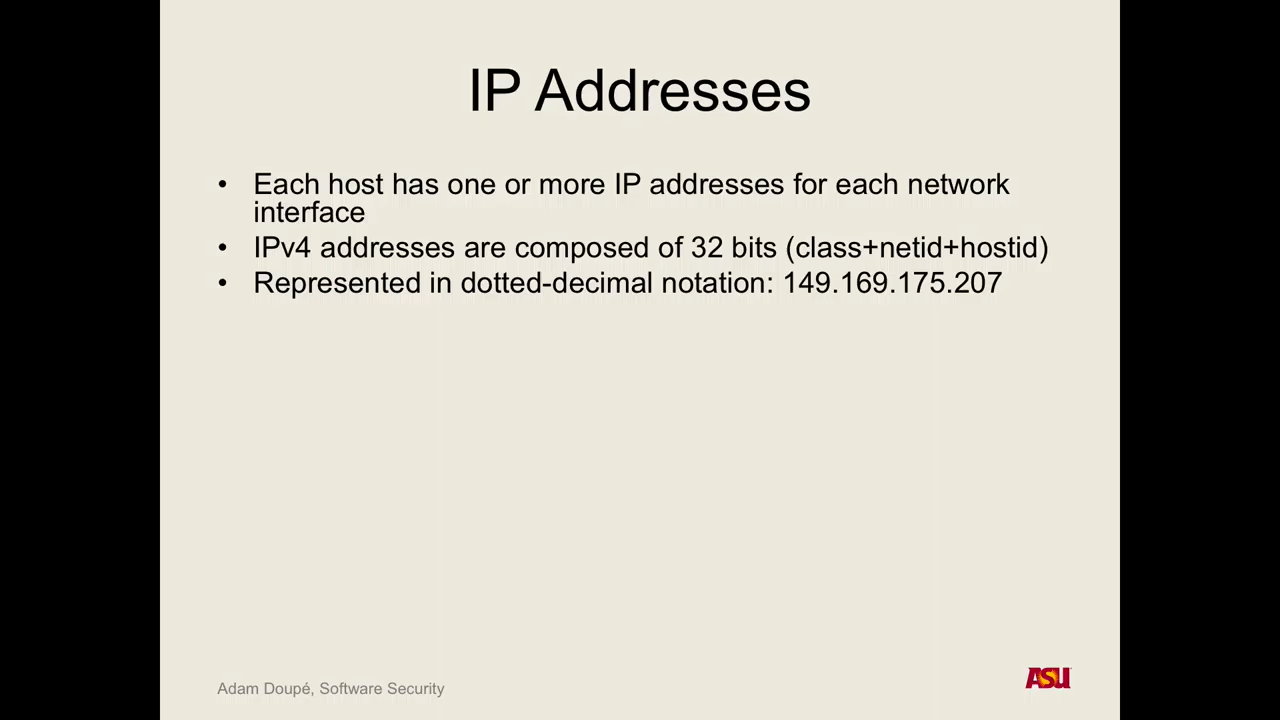 IP Addresses
• Each host has one or more IP addresses for each network
interface
• IPv4 addresses are composed of 32 bits (class+netid+hostid)
• Represented in dotted-decimal notation: 149.169.175.207
Adam Doupé, Software Security
ASU